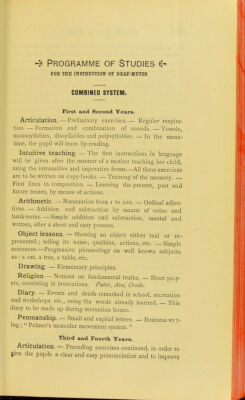 PROGRAMME OF STUDIES
FOR THE INSTRUCTION OF DEAF-MUTES
COMBINED SYSTEM.
First and Second Years.
Articulation. — Preliminary exercises. — Regular respira-
tion — Formation and combination of sounds — Vowels,
monosyllables, dissyllables and polysyllables. — In the mean-
time, the pupil will learn lip-reading.
Intuitive teaching. — The first instructions in language
will be given after the manner of a mother teaching her child,
using the intransitive and imperative forms.—All these exercises
are to be written on copy-books — Training of the memory. —
First lines in composition. — Learning the present, past and
future tenses, by means of actions.
Arithmetic — Numeration from 1 to 120. — Ordinal adjec-
tives. — Addition and subtraction by means of coins and
bank-notes. — Simple addition and subtraction, mental and
written, after a short and easy process.
Object lessons. — Showing an object either real or re-
presented ; telling its name, qualities, actions, etc. — Simple
sentences.—Progressive phraseology on well known subjects
as : a cat, a tree, a table, etc.
Drawing. — Elementary principles.
Religion — Notions on fundamental truths. — Short pray-
ers, consisting in invocations. Pater, Ave, Credo.
Diary. — Events and deeds remarked in school, recreation
and workshops etc., using the words already learned. — This
diary to be made up during recreation hours.
Penmanship. — Small and capital letters. — Business wr.t-
ing ; " Palmer's muscular movement system. "
Third and Fourth Years.
Articulation. — Preceding exercises continued, in order to
give the pupils a clear and easy pronunciation and to improve